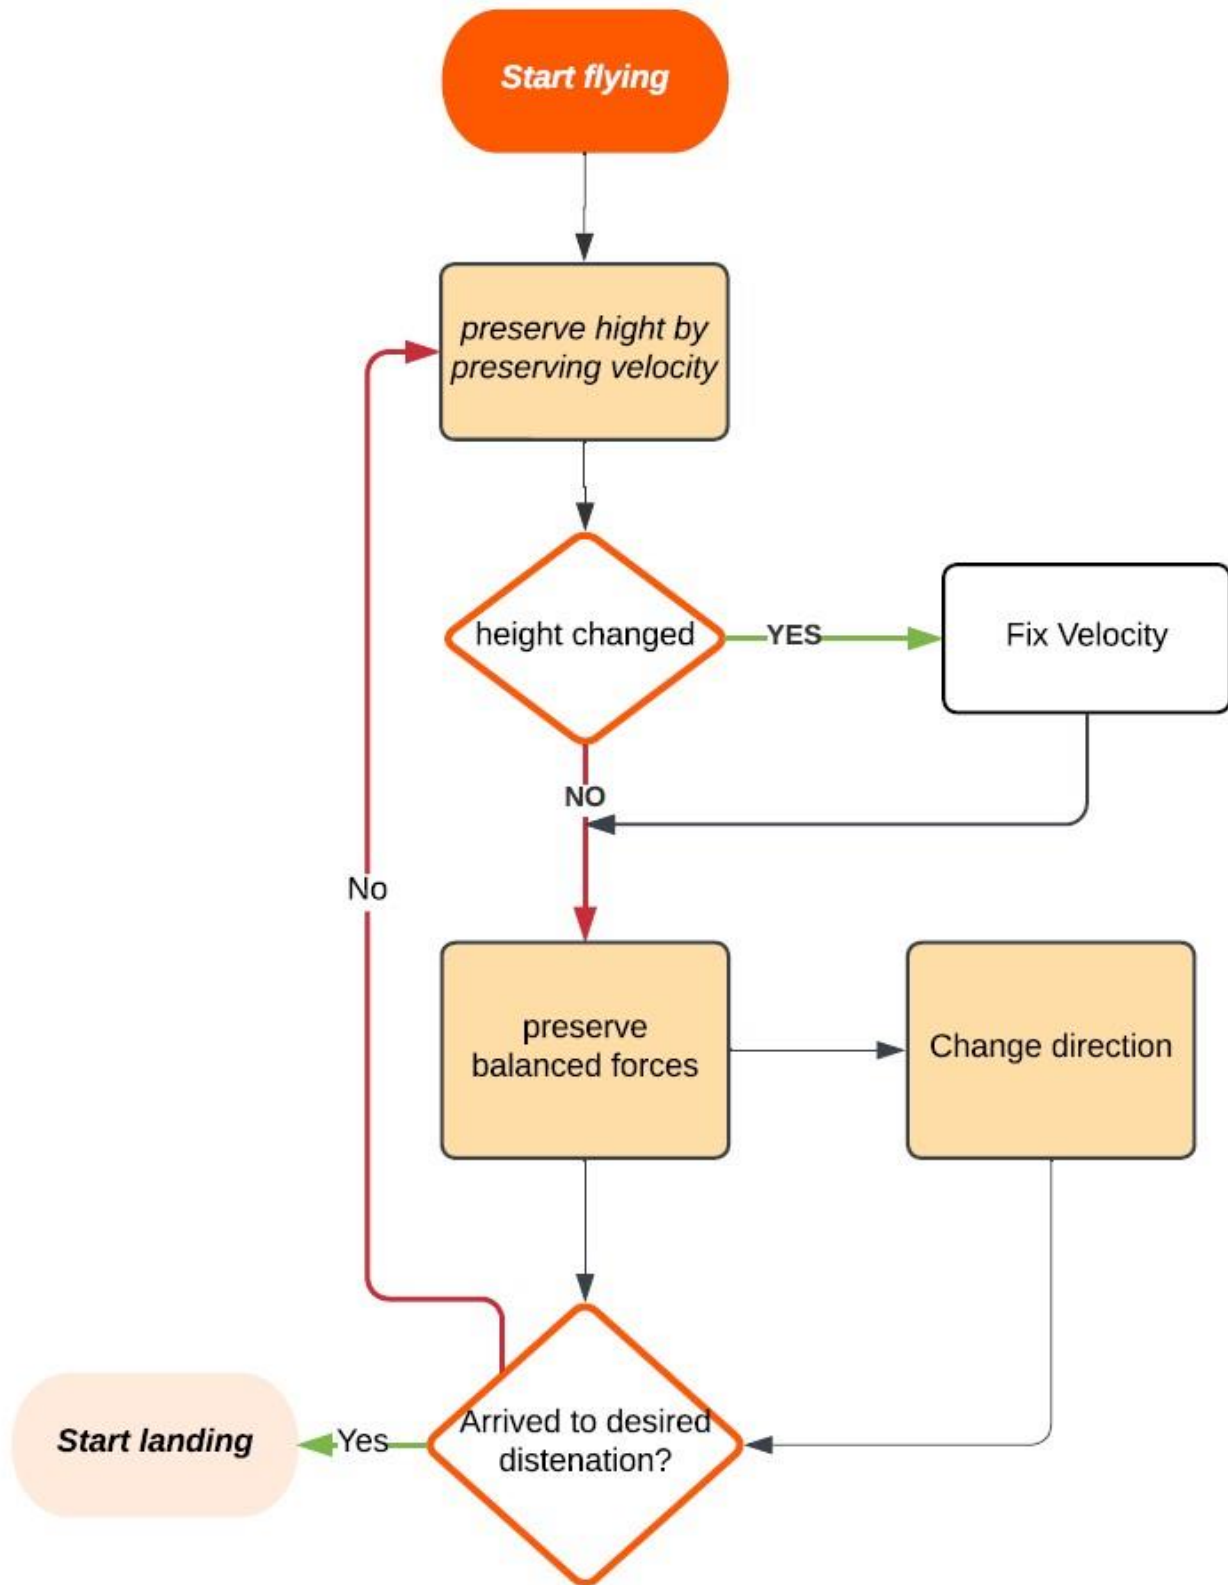 Start flying
preserve hight by
preserving velocity
height changed
YES
Fix Velocity
NO
No
preserve
balanced forces
Change direction
Arrived to desired
distenation?
Yes
Start landing